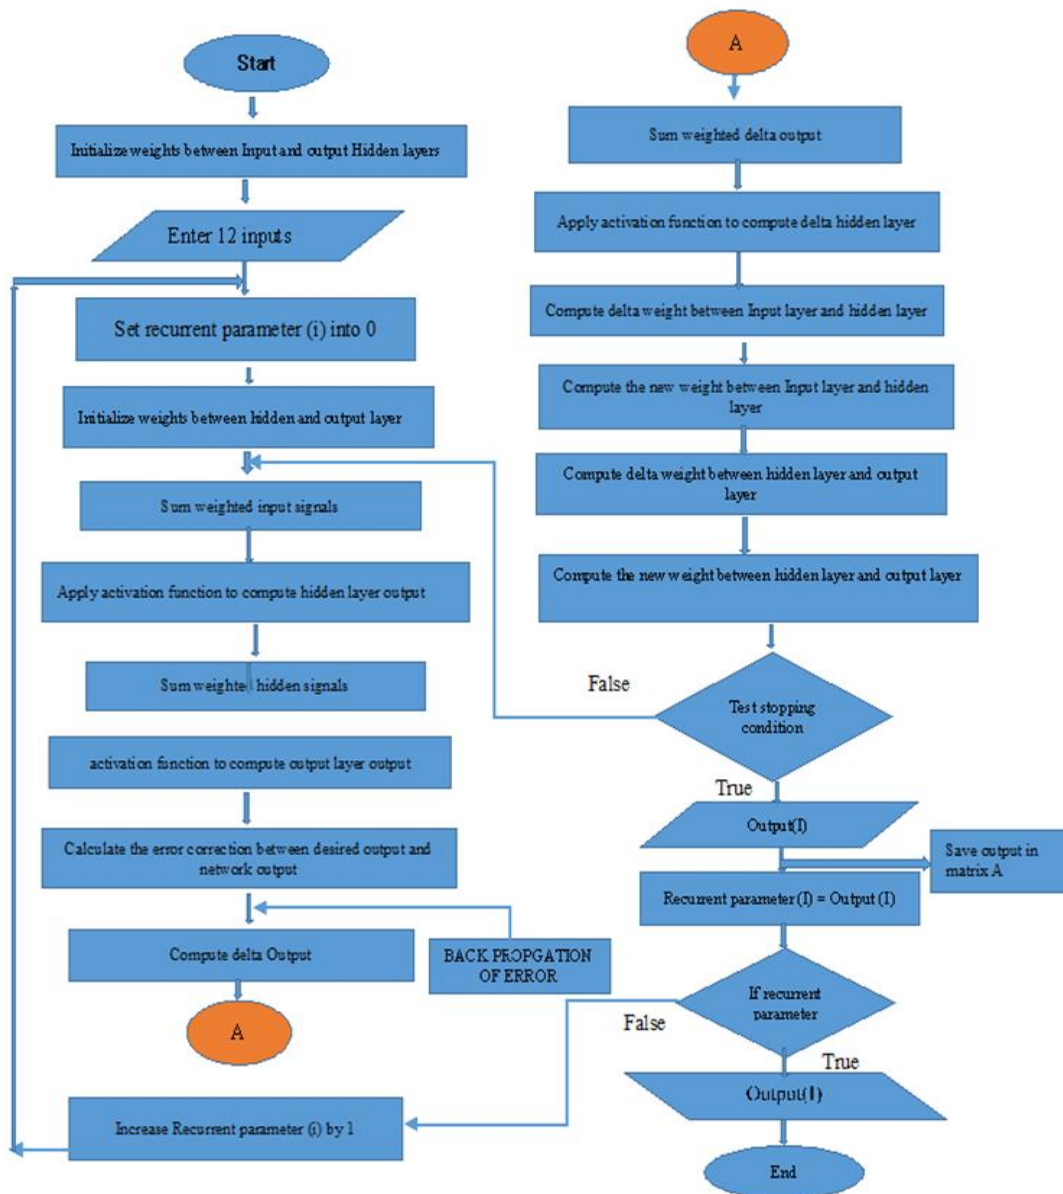 Start
Initialize weights between Input and output Hidden layers
Enter 12 inputs
Set recurrent parameter (i) into 0
Initialize weights between hidden and output layer
Sum weighted input signals
Apply activation function to compute hidden layer output
Sum weighted hidden signals
activation function to compute output layer output
Calculate the error correction between desired output and
network output
Compute delta Output
BACK PROPGATION
OF ERROR
A
Increase Recurrent parameter (i) by 1
A
Sum weighted delta output
Apply activation function to compute delta hidden layer
Compute delta weight between Input layer and hidden layer
Compute the new weight between Input layer and hidden
layer
Compute delta weight between hidden layer and output
layer
Compute the new weight between hidden layer and output layer
False
Test stopping
condition
True
Output(I)
Save output in
matrix A
Recurrent parameter (I) = Output (I)
If recurrent
parameter
False
True
Output(I)
End